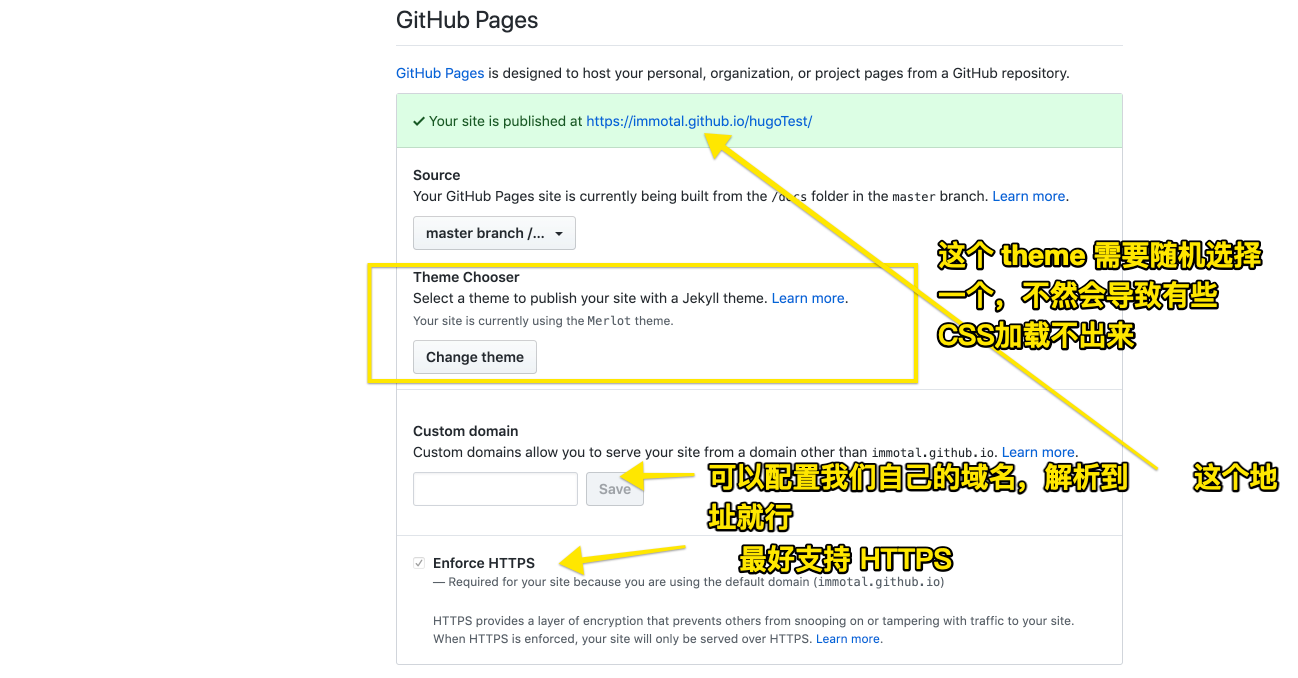 GitHub Pages
GitHub Pages is designed to host your personal, organization, or project pages from a GitHub repository.
Your site is published at https://immotal.github.io/hugoTest/
Source
Your GitHub Pages site is currently being built from the /docs folder in the master branch. Learn more.
master branch /...
Theme Chooser
Select a theme to publish your site with a Jekyll theme. Learn more.
Your site is currently using the Merlot theme.
Change theme
这个 theme 需要随机选择
一个，不然会导致有些
CSS加载不出来
Custom domain
Custom domains allow you to serve your site from a domain other than immotal.github.io. Learn more.
Save
可以配置我们自己的域名，解析到 这个地
址就行
Enforce HTTPS
最好支持 HTTPS
— Required for your site because you are using the default domain (immotal.github.io)
HTTPS provides a layer of encryption that prevents others from snooping on or tampering with traffic to your site.
When HTTPS is enforced, your site will only be served over HTTPS. Learn more.